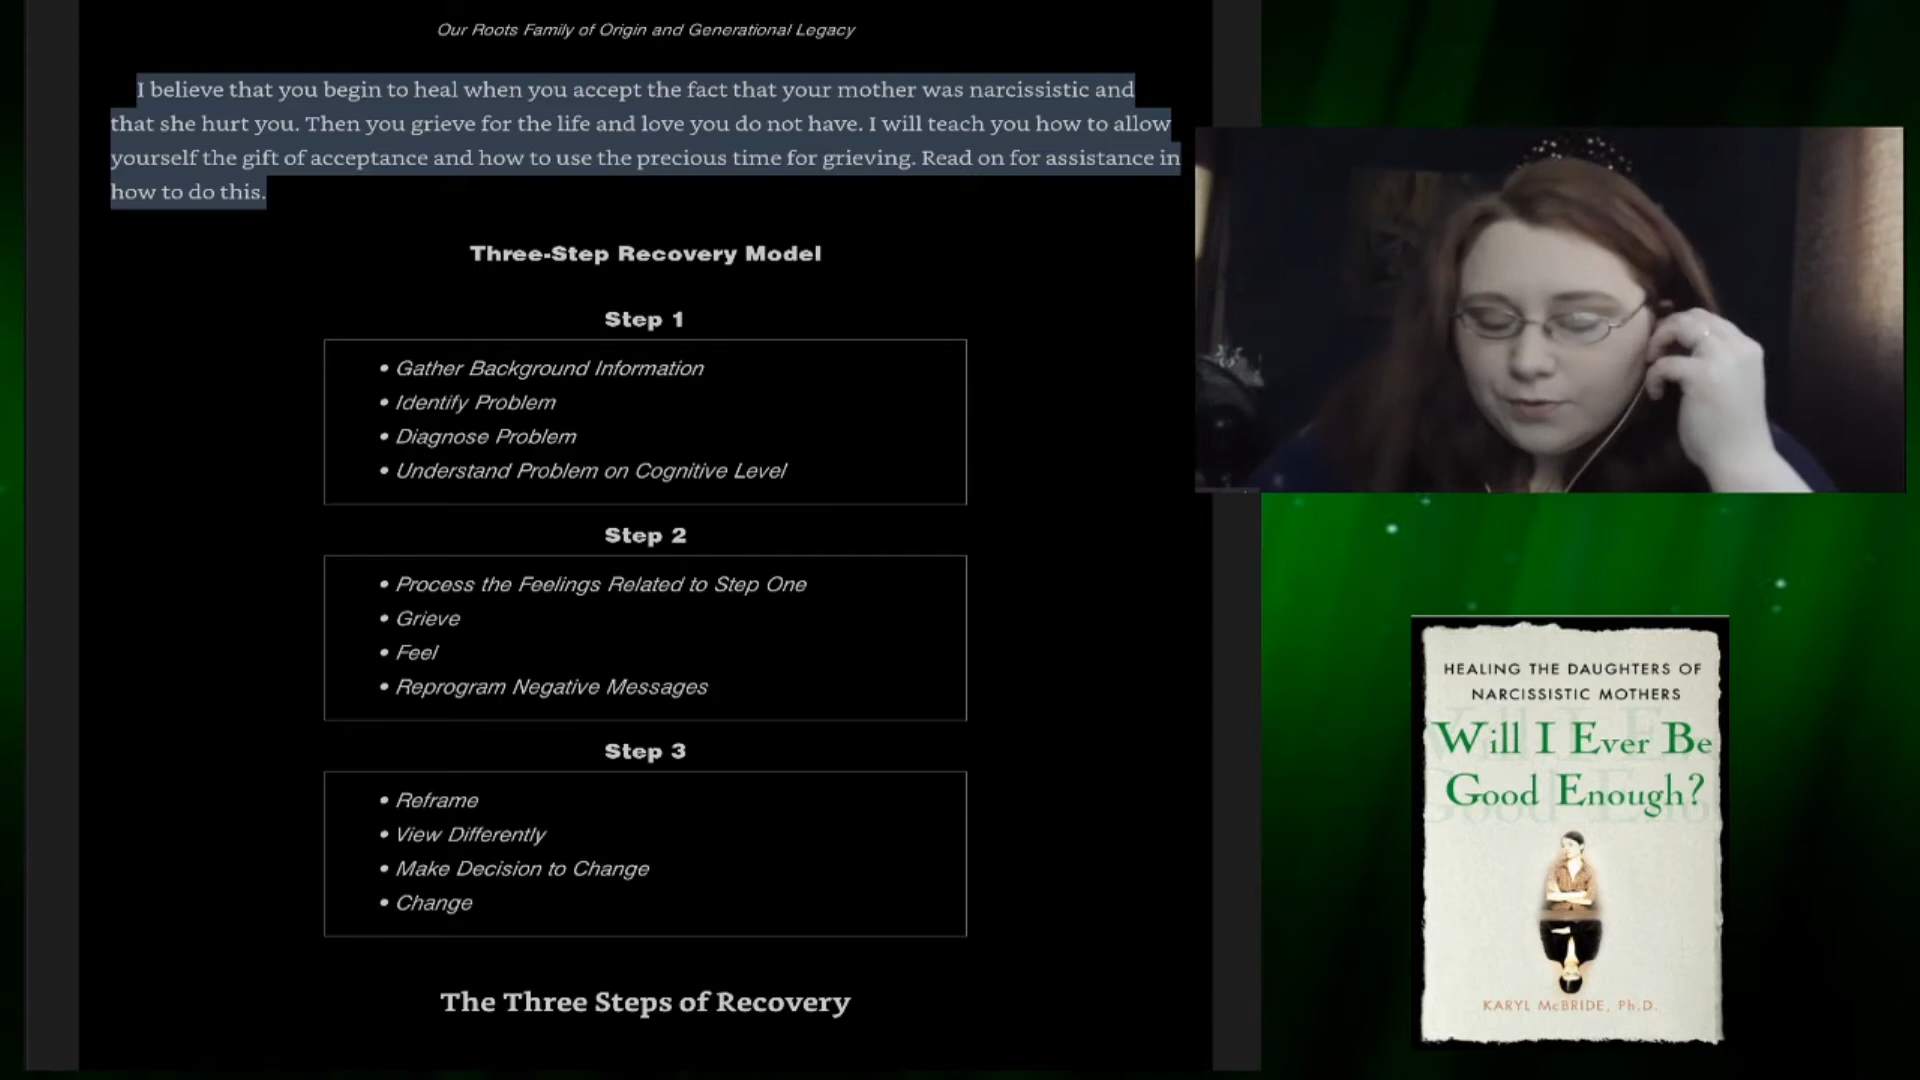 Our Roots Family of Origin and Generational Legacy
I believe that you begin to heal when you accept the fact that your mother was narcissistic and
that she hurt you. Then you grieve for the life and love you do not have. I will teach you how to allow
yourself the gift of acceptance and how to use the precious time for grieving. Read on for assistance in
how to do this.
Three-Step Recovery Model
Step 1
• Gather Background Information
• Identify Problem
• Diagnose Problem
• Understand Problem on Cognitive Level
Step 2
• Process the Feelings Related to Step One
• Grieve
• Feel
• Reprogram Negative Messages
Step 3
• Reframe
• View Differently
• Make Decision to Change
• Change
The Three Steps of Recovery
HEALING THE DAUGHTERS OF
NARCISSISTIC MOTHERS
Will I Ever Be
Good Enough?
KARYL McBRIDE, Ph.D.